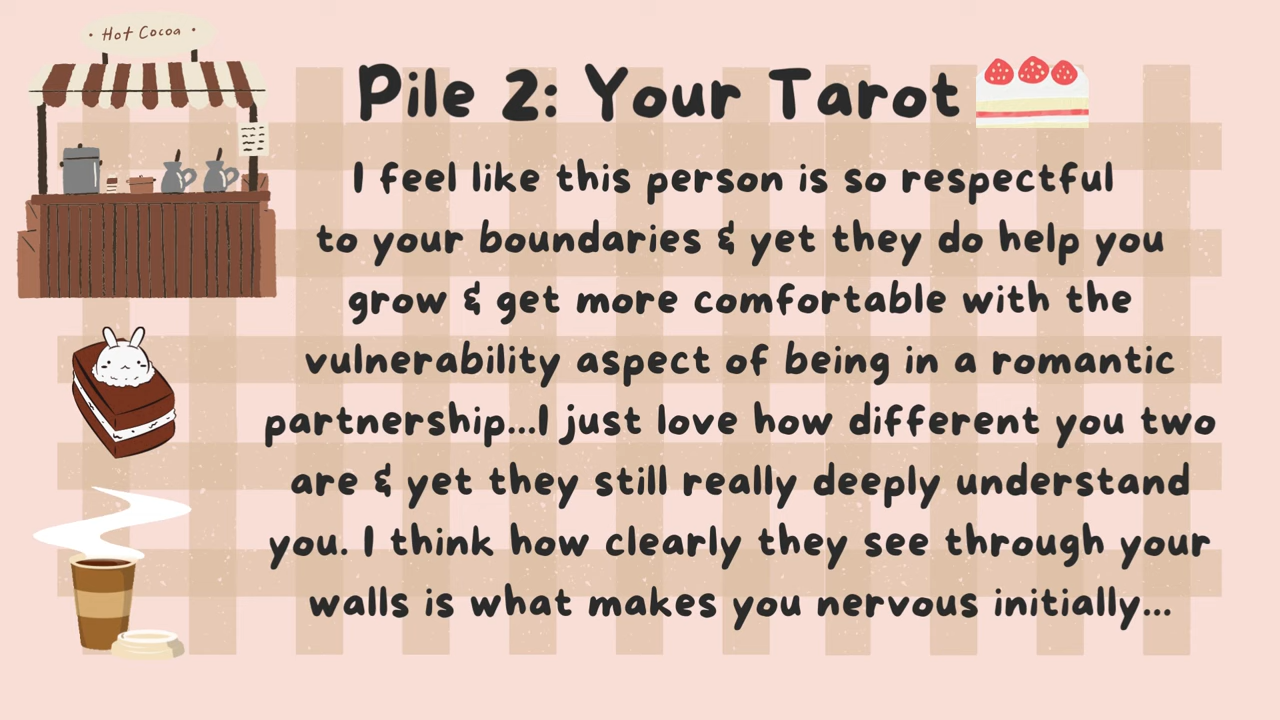 • Hot Cocoa •
Pile 2: Your Tarot
I feel like this person is so respectful
to your boundaries & yet they do help you
grow & get more comfortable with the
vulnerability aspect of being in a romantic
partnership...I just love how different you two
are & yet they still really deeply understand
you. I think how clearly they see through your
walls is what makes you nervous initially...